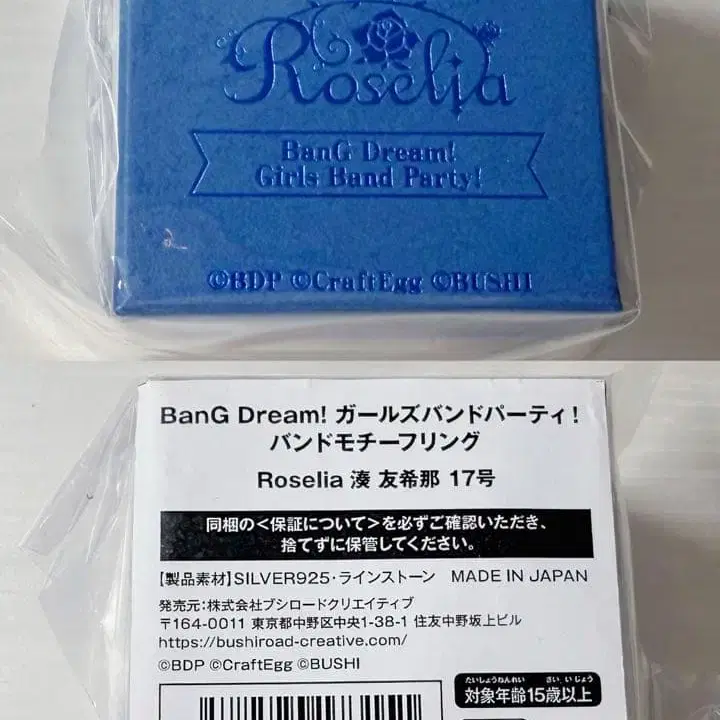 Roselia
BanG Dream!
Girls Band Party!
©BDP ©CraftEgg ©BUSHI
BanG Dream! ガールズバンドパーティ！
バンドモチーフリング
Roselia 湊 友希那 17号
同梱の<保証について>を必ずご確認いただき、
捨てずに保管してください。
【製品素材】SILVER925・ラインストーン MADE IN JAPAN
発売元：株式会社ブシロードクリエイティブ
〒164-0011 東京都中野区中央1-38-1 住友中野坂上ビル
https://bushiroad-creative.com/
©BDP ©CraftEgg ©BUSHI
たいしょうねんれい さい いじょう
対象年齢15歳以上